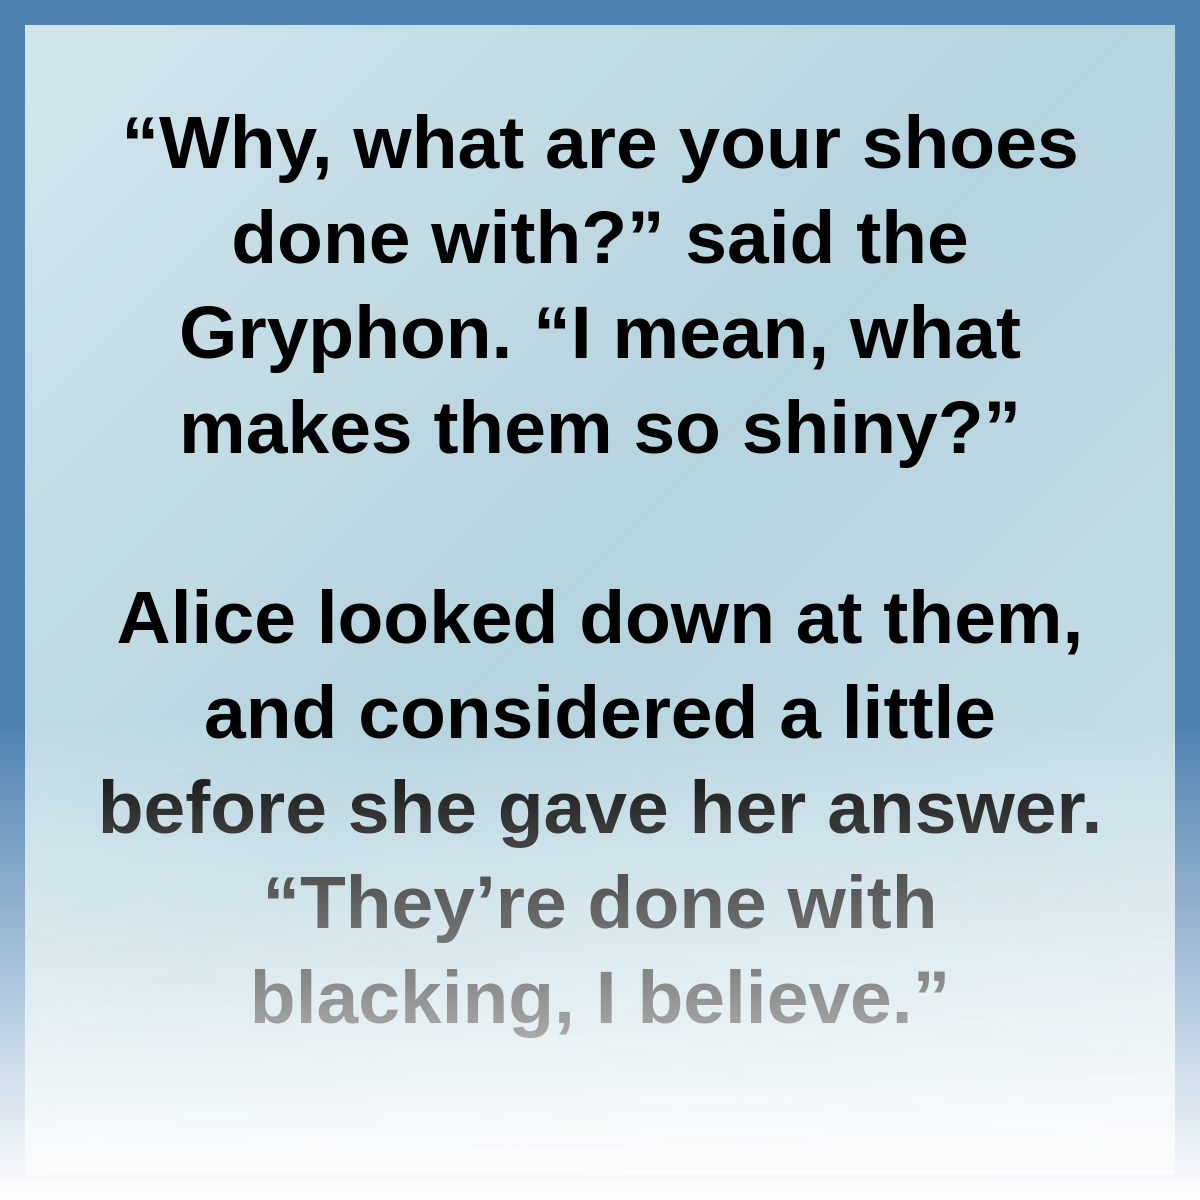 “Why, what are your shoes
done with?” said the
Gryphon. “I mean, what
makes them so shiny?”
Alice looked down at them,
and considered a little
before she gave her answer.
“They’re done with
blacking, I believe.”